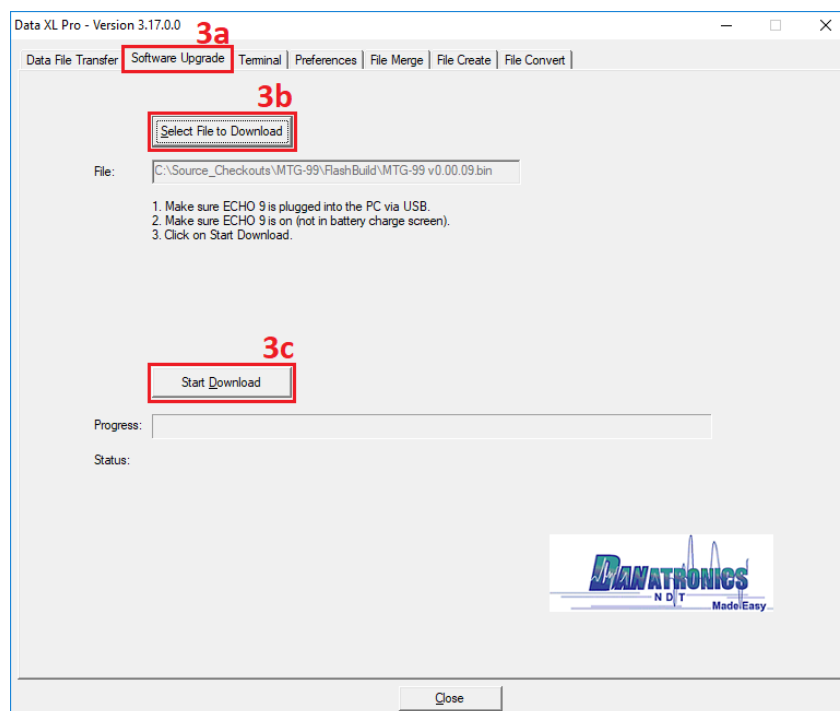 Data XL Pro - Version 3.17.0.0
3a
Data File Transfer Software Upgrade Terminal Preferences File Merge File Create File Convert
3b
Select File to Download
File: C:\Source_Checkouts\MTG-99\FlashBuild\MTG-99 v0.00.09.bin
1. Make sure ECHO 9 is plugged into the PC via USB.
2. Make sure ECHO 9 is on (not in battery charge screen).
3. Click on Start Download.
3c
Start Download
Progress:
Status:
DANATRONICS
NDT
Made Easy
Close